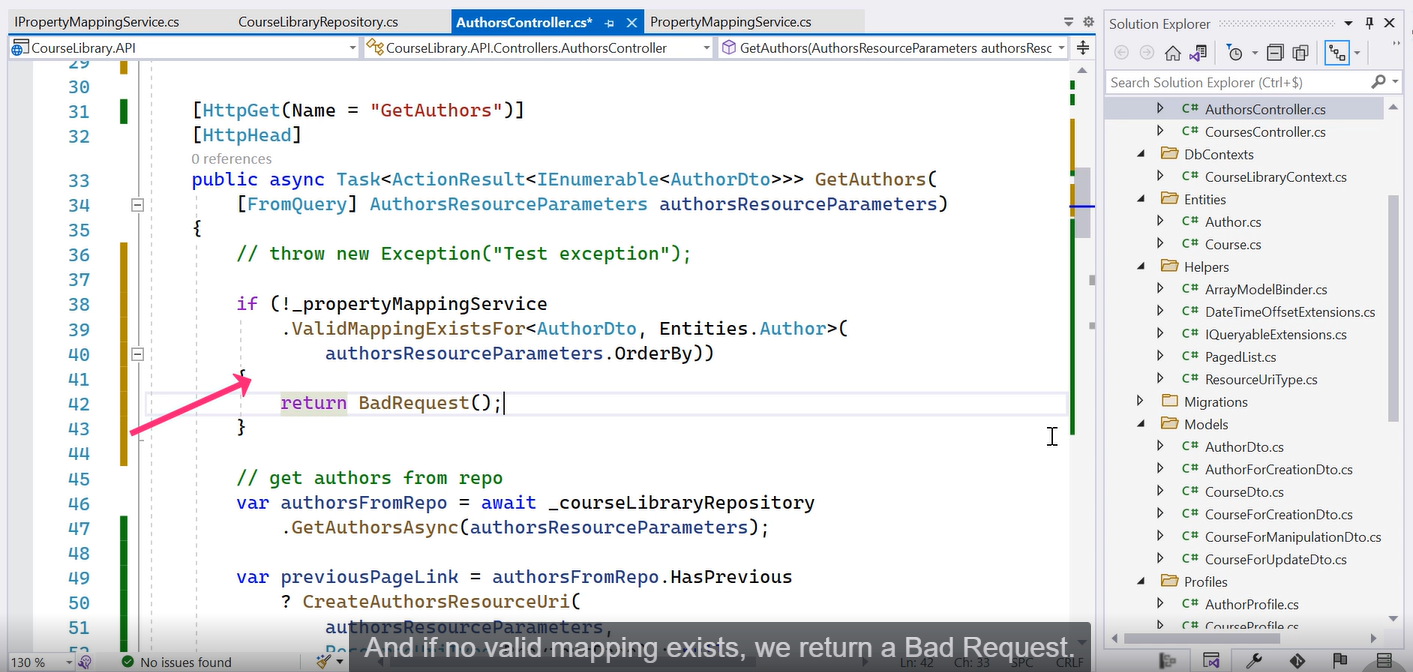 IPropertyMappingService.cs CourseLibraryRepository.cs AuthorsController.cs* PropertyMappingService.cs
CourseLibrary.API CourseLibrary.API.Controllers.AuthorsController GetAuthors(AuthorsResourceParameters authorsResc
29
30
31 [HttpGet(Name = "GetAuthors")]
32 [HttpHead]
0 references
33 public async Task<ActionResult<IEnumerable<AuthorDto>>> GetAuthors(
34 [FromQuery] AuthorsResourceParameters authorsResourceParameters)
35 {
36 // throw new Exception("Test exception");
37
38 if (!_propertyMappingService
39 .ValidMappingExistsFor<AuthorDto, Entities.Author>(
40 authorsResourceParameters.OrderBy))
41 {
42 return BadRequest();
43 }
44
45 // get authors from repo
46 var authorsFromRepo = await _courseLibraryRepository
47 .GetAuthorsAsync(authorsResourceParameters);
48
49 var previousPageLink = authorsFromRepo.HasPrevious
50 ? CreateAuthorsResourceUri(
51 authorsResourceParameters,
And if no valid mapping exists, we return a Bad Request.
130 % No issues found Ln: 42 Ch: 33 SPC CRLF
Solution Explorer
Search Solution Explorer (Ctrl+$)
C# AuthorsController.cs
C# CoursesController.cs
DbContexts
C# CourseLibraryContext.cs
Entities
C# Author.cs
C# Course.cs
Helpers
C# ArrayModelBinder.cs
C# DateTimeOffsetExtensions.cs
C# IQueryableExtensions.cs
C# PagedList.cs
C# ResourceUriType.cs
Migrations
Models
C# AuthorDto.cs
C# AuthorForCreationDto.cs
C# CourseDto.cs
C# CourseForCreationDto.cs
C# CourseForManipulationDto.cs
C# CourseForUpdateDto.cs
Profiles
C# AuthorProfile.cs
C# CourseProfile.cs